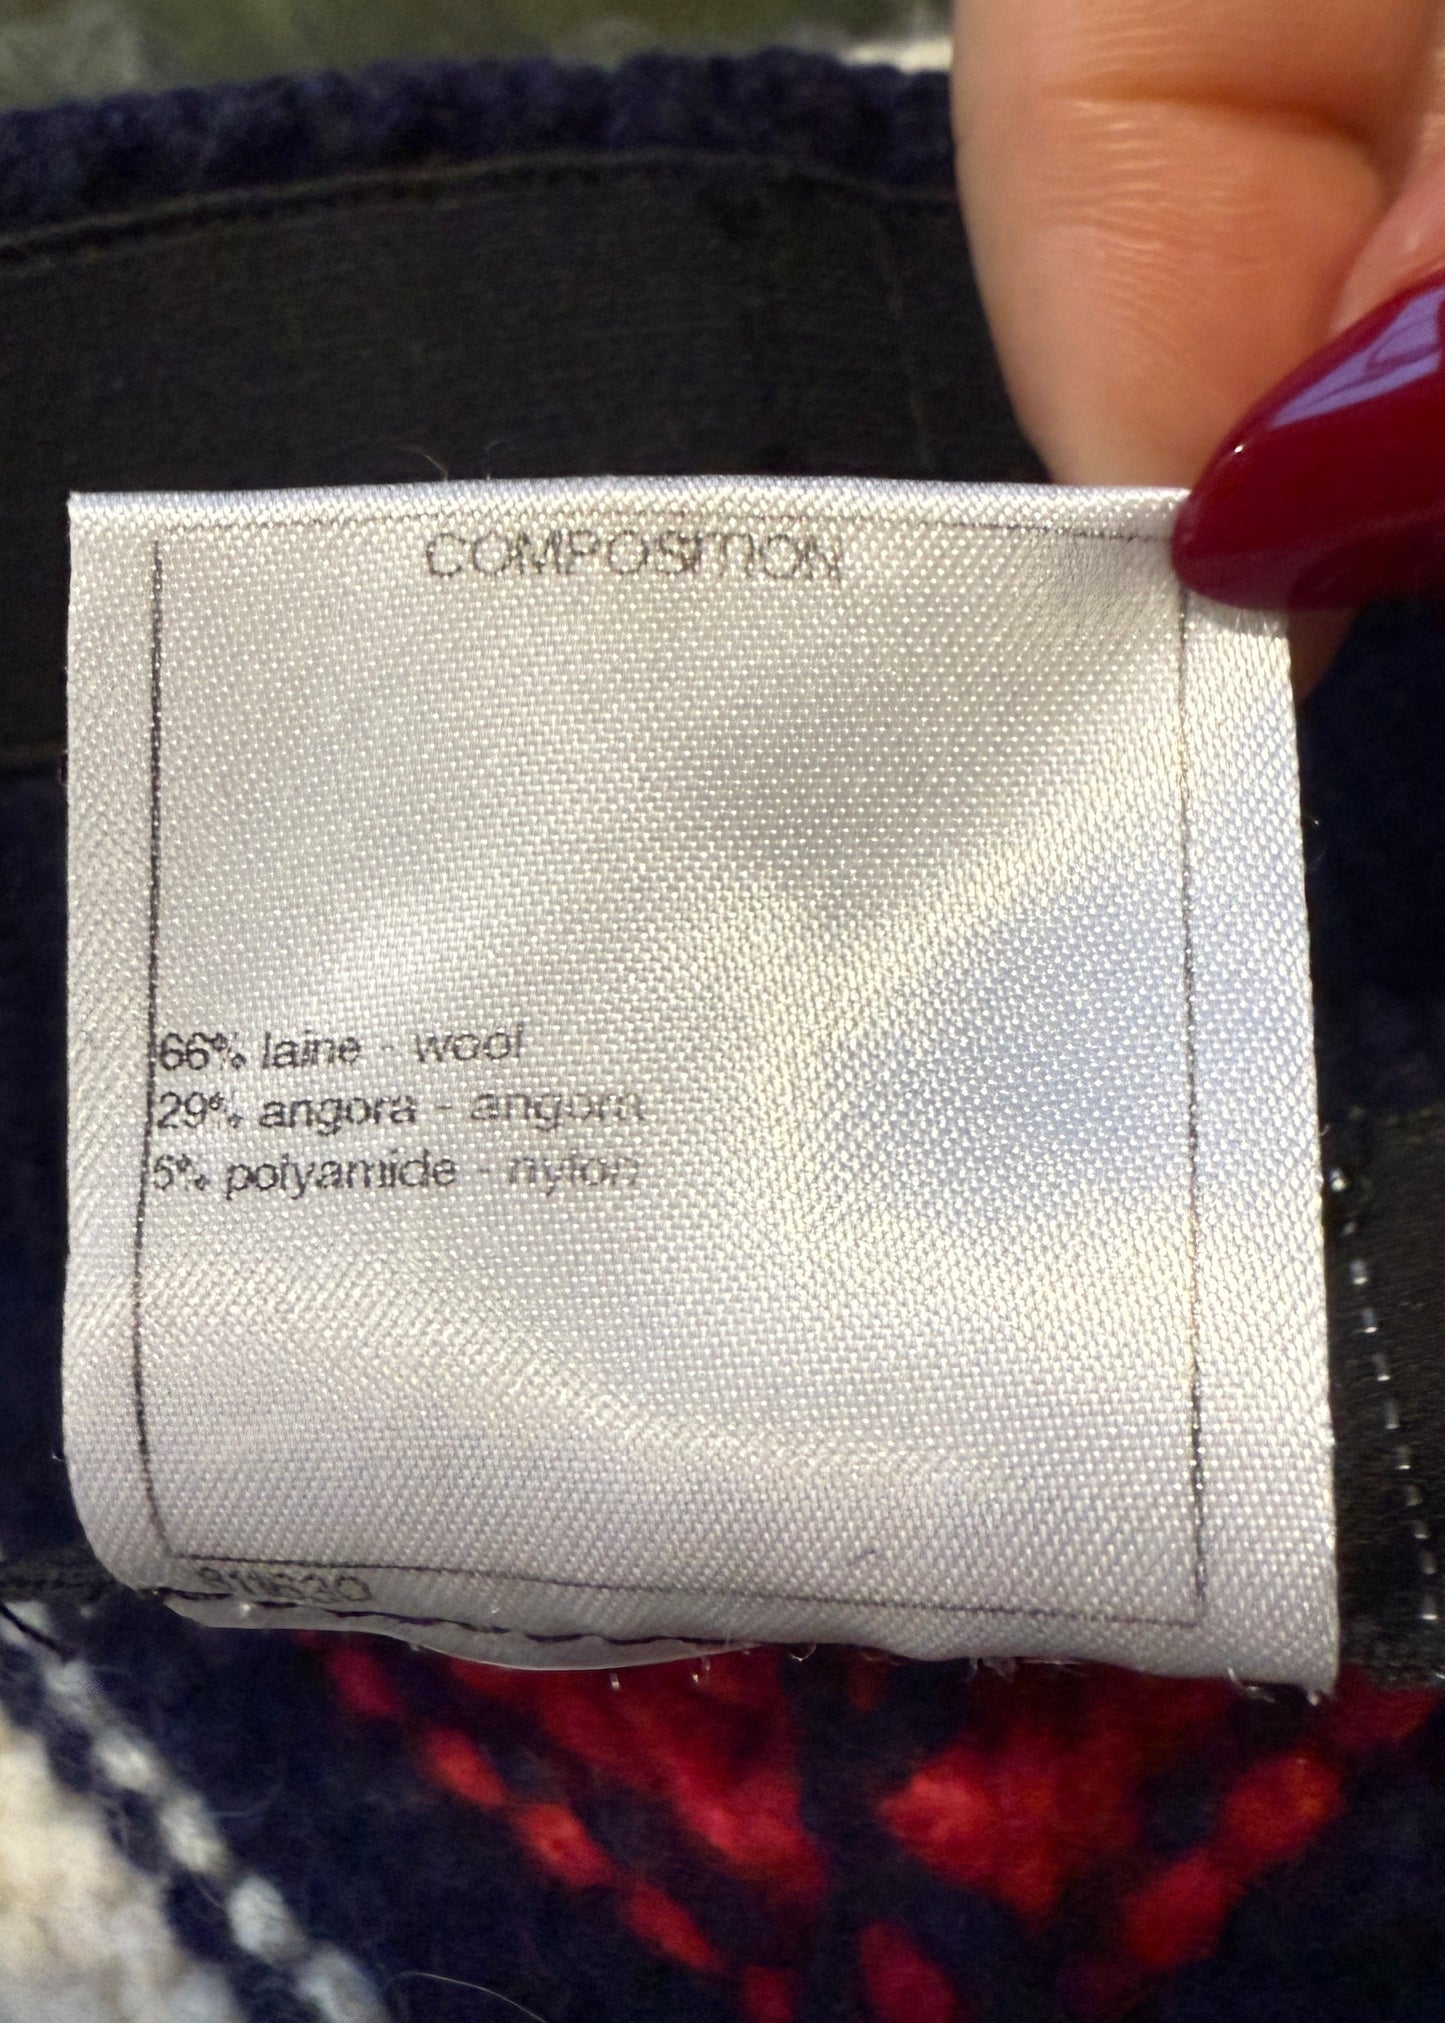 COMPOSITION
66% laine - wool
29% angora - angora
5% polyamide - nylon